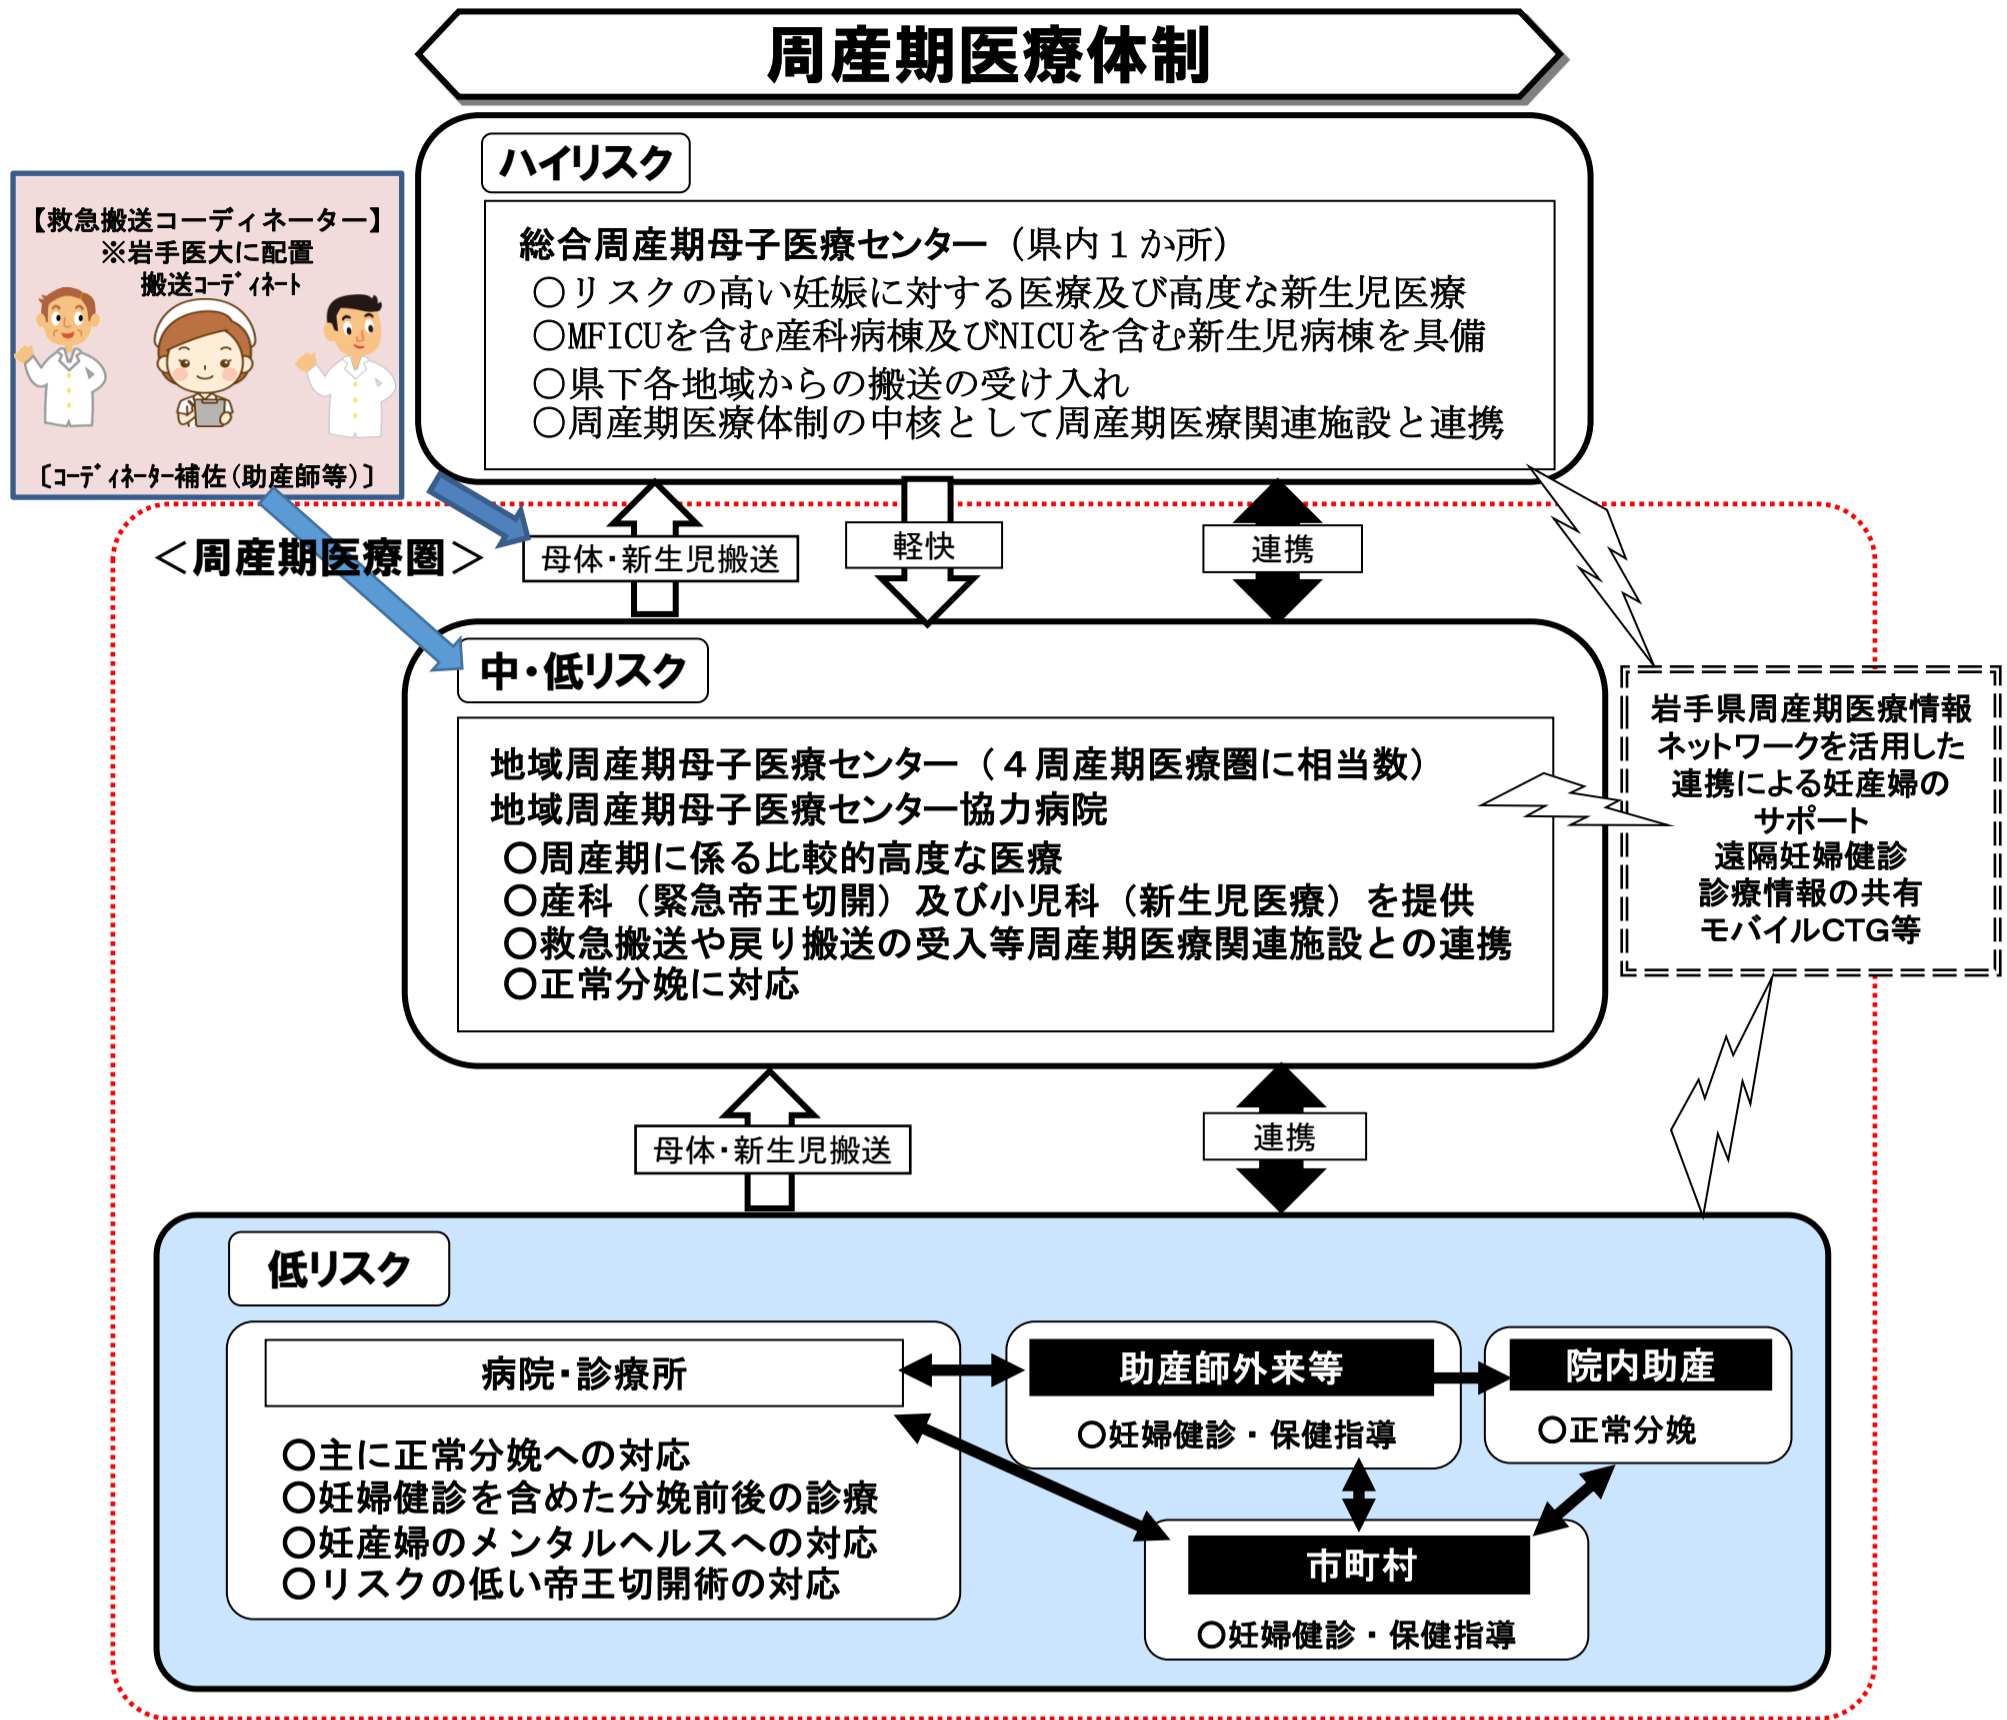 周産期医療体制
ハイリスク
総合周産期母子医療センター（県内１か所）
○リスクの高い妊娠に対する医療及び高度な新生児医療
○MFICUを含む産科病棟及びNICUを含む新生児病棟を具備
○県下各地域からの搬送の受け入れ
○周産期医療体制の中核として周産期医療関連施設と連携
【救急搬送コーディネーター】
※岩手医大に配置
搬送ｺｰﾃﾞｨﾈｰﾄ
〔ｺｰﾃﾞｨﾈｰﾀｰ補佐（助産師等）〕
＜周産期医療圏＞
母体・新生児搬送
軽快
連携
中・低リスク
地域周産期母子医療センター（４周産期医療圏に相当数）
地域周産期母子医療センター協力病院
○周産期に係る比較的高度な医療
○産科（緊急帝王切開）及び小児科（新生児医療）を提供
○救急搬送や戻り搬送の受入等周産期医療関連施設との連携
○正常分娩に対応
岩手県周産期医療情報
ネットワークを活用した
連携による妊産婦の
サポート
遠隔妊婦健診
診療情報の共有
モバイルCTG等
母体・新生児搬送
連携
低リスク
病院・診療所
○主に正常分娩への対応
○妊婦健診を含めた分娩前後の診療
○妊産婦のメンタルヘルスへの対応
○リスクの低い帝王切開術の対応
助産師外来等
○妊婦健診・保健指導
院内助産
○正常分娩
市町村
○妊婦健診・保健指導